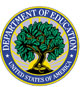 DEPARTMENT OF EDUCATION
UNITED STATES OF AMERICA